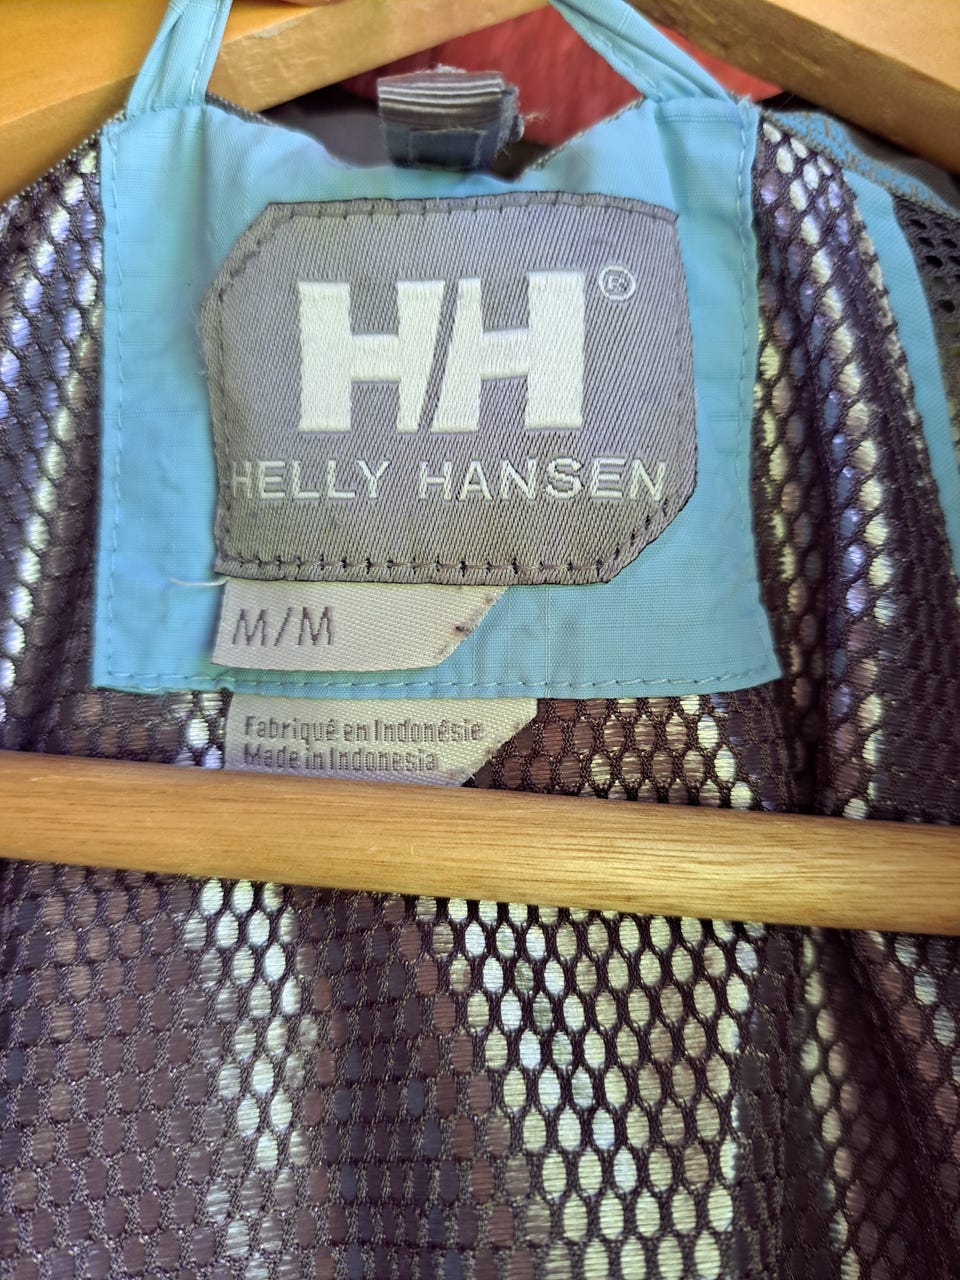 HH®
HELLY HANSEN
M/M
Fabriqué en Indonésie
Made in Indonesia